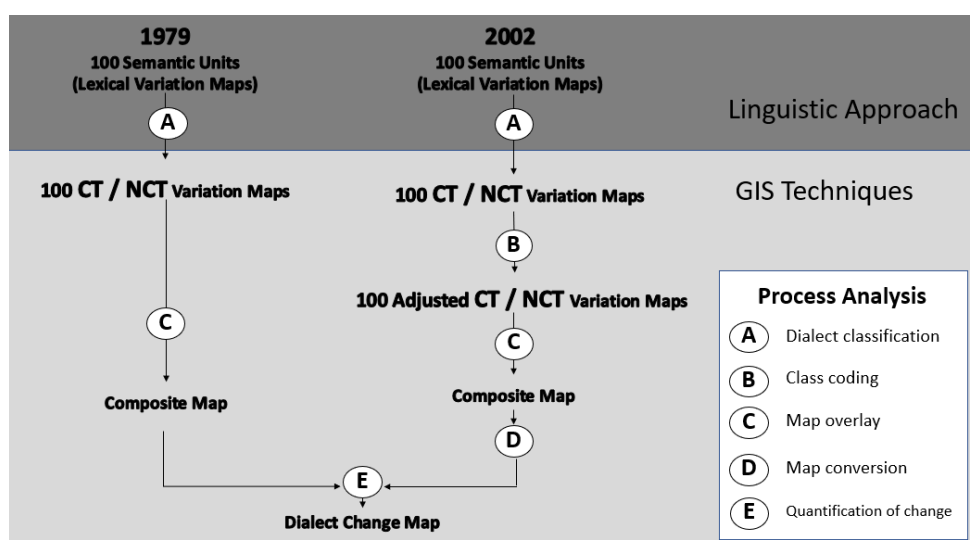 1979
100 Semantic Units
(Lexical Variation Maps)
A
100 CT / NCT Variation Maps
C
Composite Map
2002
100 Semantic Units
(Lexical Variation Maps)
A
100 CT / NCT Variation Maps
B
100 Adjusted CT / NCT Variation Maps
C
Composite Map
D
E
Dialect Change Map
Linguistic Approach
GIS Techniques
Process Analysis
A Dialect classification
B Class coding
C Map overlay
D Map conversion
E Quantification of change